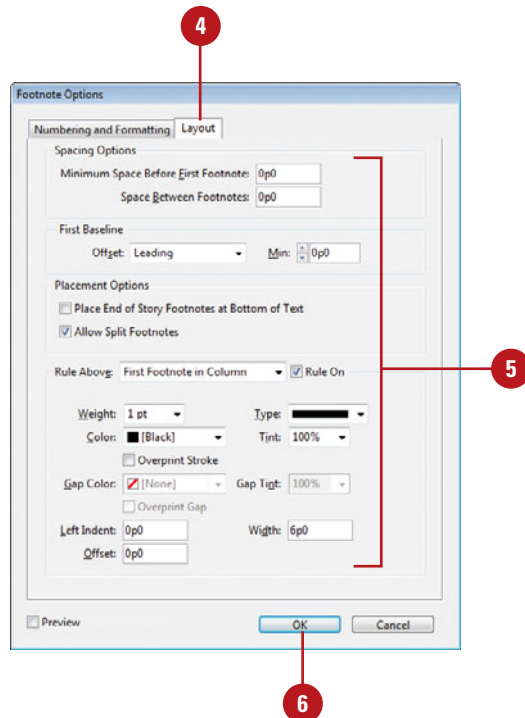 4
Footnote Options
Numbering and Formatting Layout
Spacing Options
Minimum Space Before First Footnote: 0p0
Space Between Footnotes: 0p0
First Baseline
Offset: Leading Min: 0p0
Placement Options
Place End of Story Footnotes at Bottom of Text
Allow Split Footnotes
Rule Above: First Footnote in Column Rule On
5
Weight: 1 pt Type:
Color: [Black] Tint: 100%
Overprint Stroke
Gap Color: [None] Gap Tint: 100%
Overprint Gap
Left Indent: 0p0 Width: 6p0
Offset: 0p0
Preview OK Cancel
6